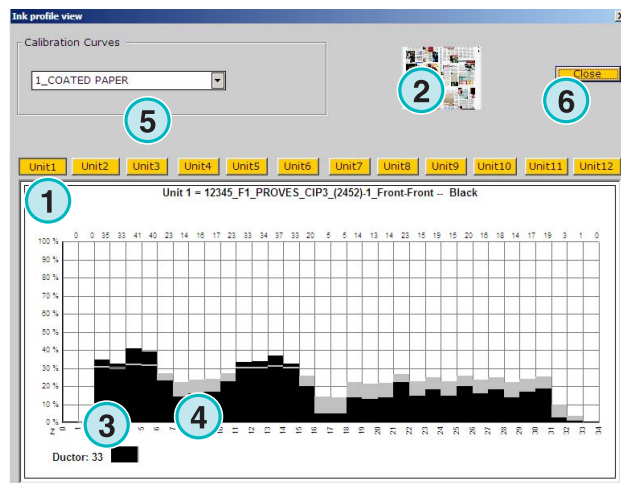 Ink profile view
Calibration Curves
1_COATED PAPER
2
Close
6
5
Unit1 Unit2 Unit3 Unit4 Unit5 Unit6 Unit7 Unit8 Unit9 Unit10 Unit11 Unit12
1
Unit 1 = 12345_F1_PROVES_CIP3_(2452)-1_Front-Front -- Black
0 0 35 33 41 40 23 14 16 17 23 33 34 37 33 20 5 5 14 13 14 23 15 19 15 20 16 18 14 17 19 3 1 0
100 %
90 %
80 %
70 %
60 %
50 %
40 %
30 %
20 %
10 %
0 %
3
4
Z 0 1 5 6 7 10 11 12 13 14 15 16 17 18 19 20 21 22 23 24 25 26 27 28 29 30 31 32 33 34
Ductor: 33